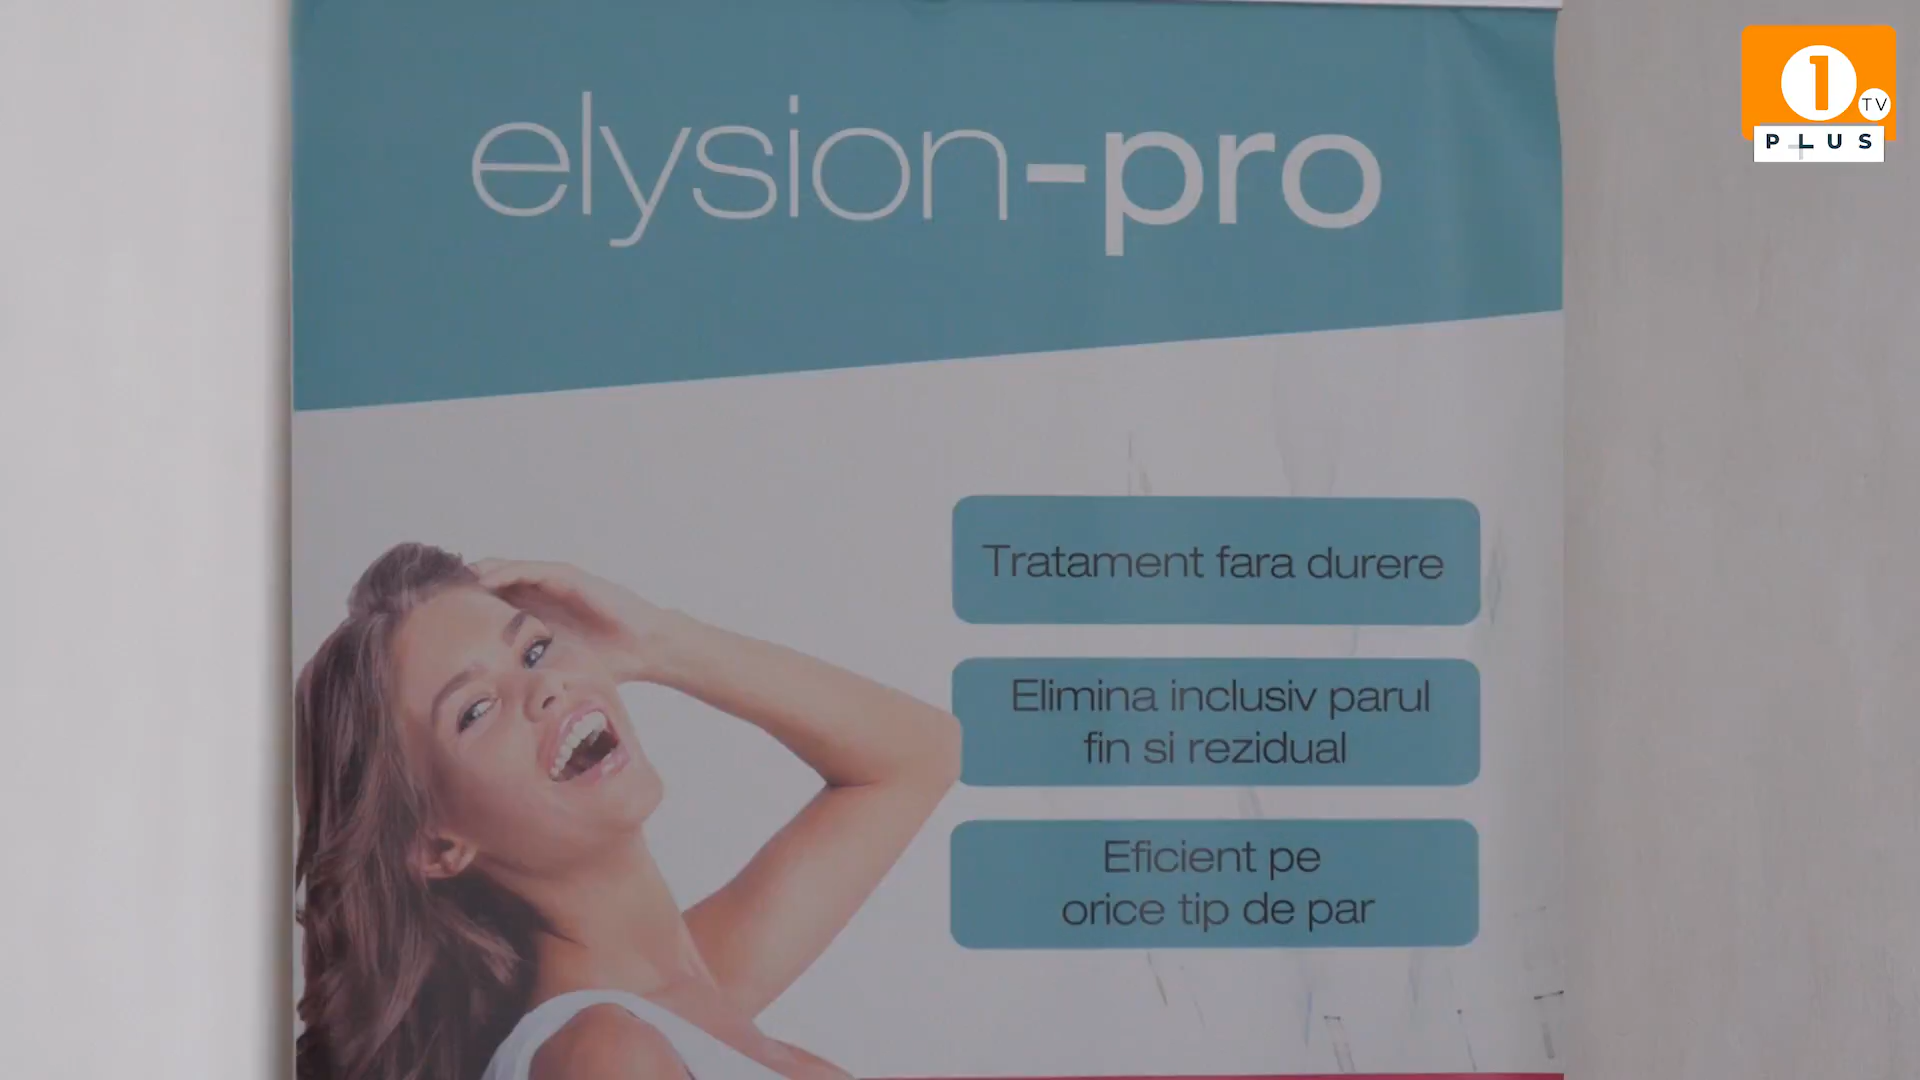 elysion-pro
1
TV
PLUS
Tratament fara durere
Elimina inclusiv parul
fin si rezidual
Eficient pe
orice tip de par